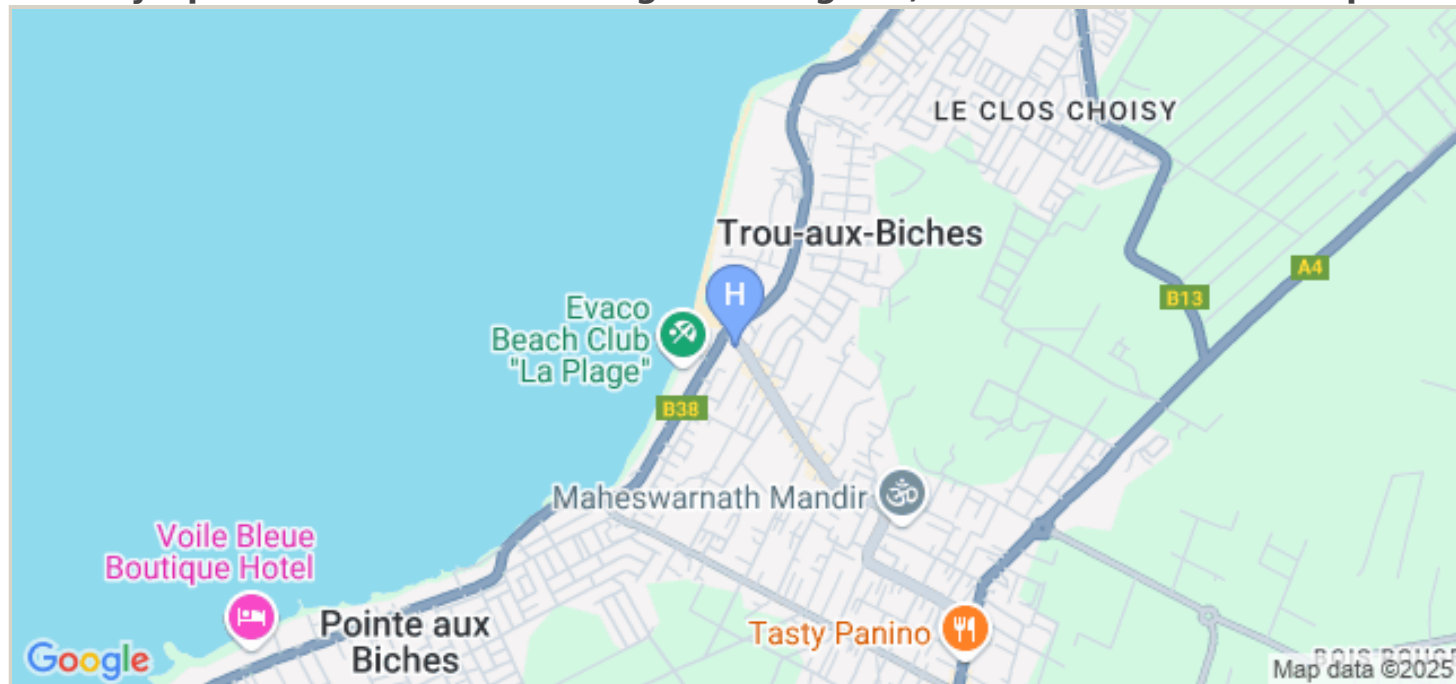 LE CLOS CHOISY
Trou-aux-Biches
A4
B13
H
Evaco
Beach Club
"La Plage"
B38
Maheswarnath Mandir
Voile Bleue
Boutique Hotel
Pointe aux
Biches
Tasty Panino
Google
Map data ©2025